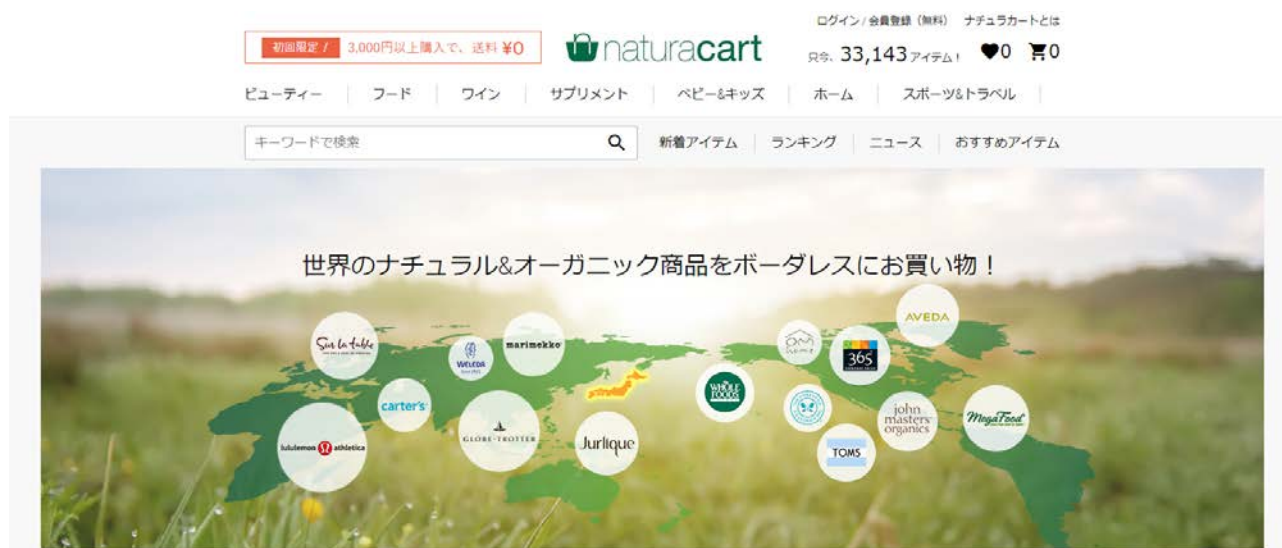 ログイン / 会員登録（無料） ナチュラカートとは
初回限定！ 3,000円以上購入で、送料 ¥0
naturacart
只今、33,143 アイテム！ 0 0
ビューティー フード ワイン サプリメント ベビー&キッズ ホーム スポーツ&トラベル
キーワードで検索 新着アイテム ランキング ニュース おすすめアイテム
世界のナチュラル&オーガニック商品をボーダレスにお買い物！
AVEDA
Sur la table
WELEDA
marimekko
365
carter's
WHOLE FOODS
john masters organics
MegaFood
lululemon athletica
GLOBE-TROTTER
Jurlique
TOMS